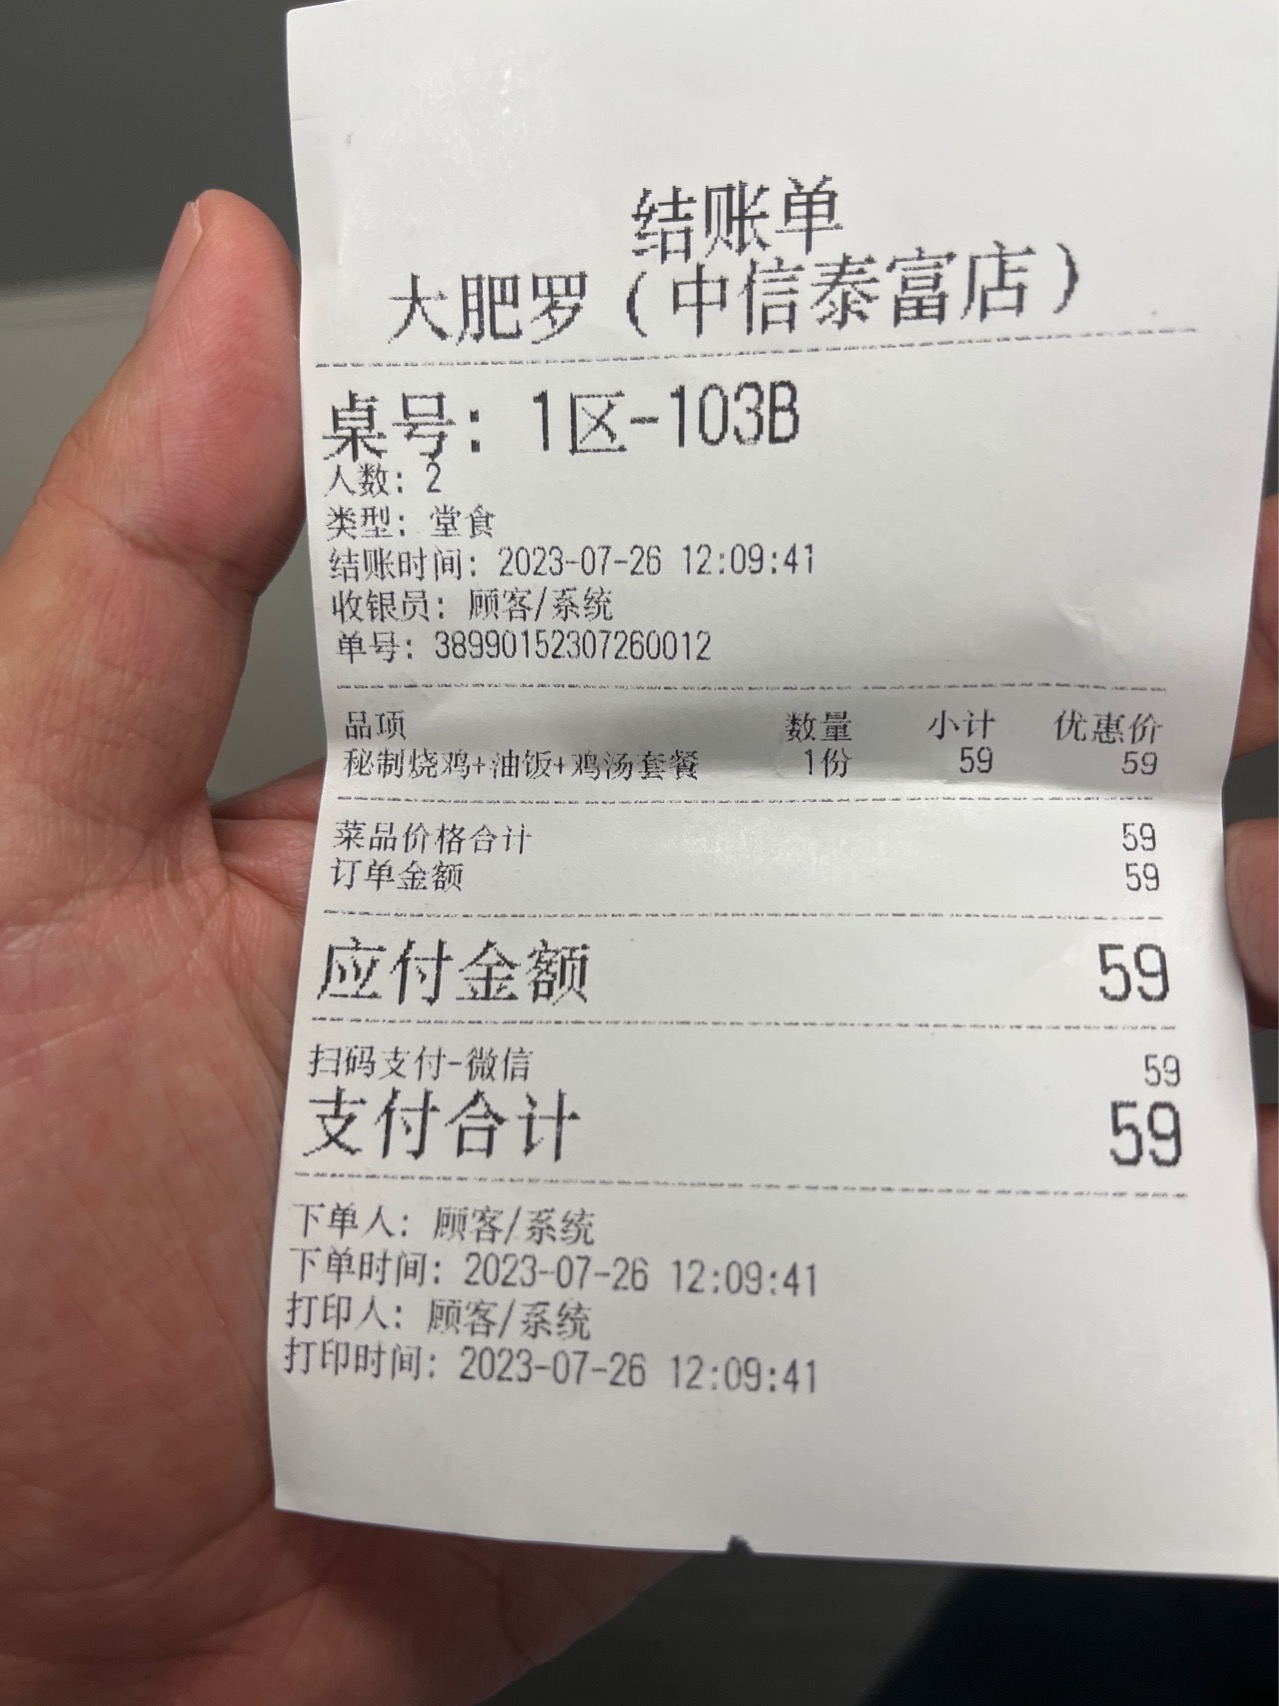 结账单
大肥罗（中信泰富店）
桌号：1区-103B
人数：2
类型：堂食
结账时间：2023-07-26 12:09:41
收银员：顾客/系统
单号：38990152307260012
品项 数量 小计 优惠价
秘制烧鸡+油饭+鸡汤套餐 1份 59 59
菜品价格合计 59
订单金额 59
应付金额 59
扫码支付-微信 59
支付合计 59
下单人：顾客/系统
下单时间：2023-07-26 12:09:41
打印人：顾客/系统
打印时间：2023-07-26 12:09:41